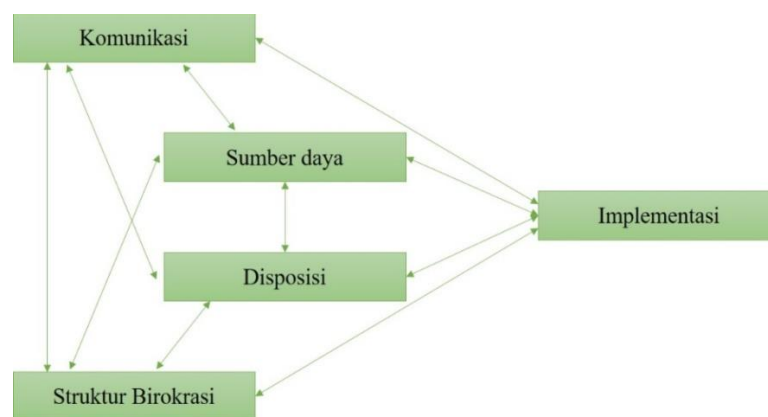 Komunikasi
Sumber daya
Implementasi
Disposisi
Struktur Birokrasi